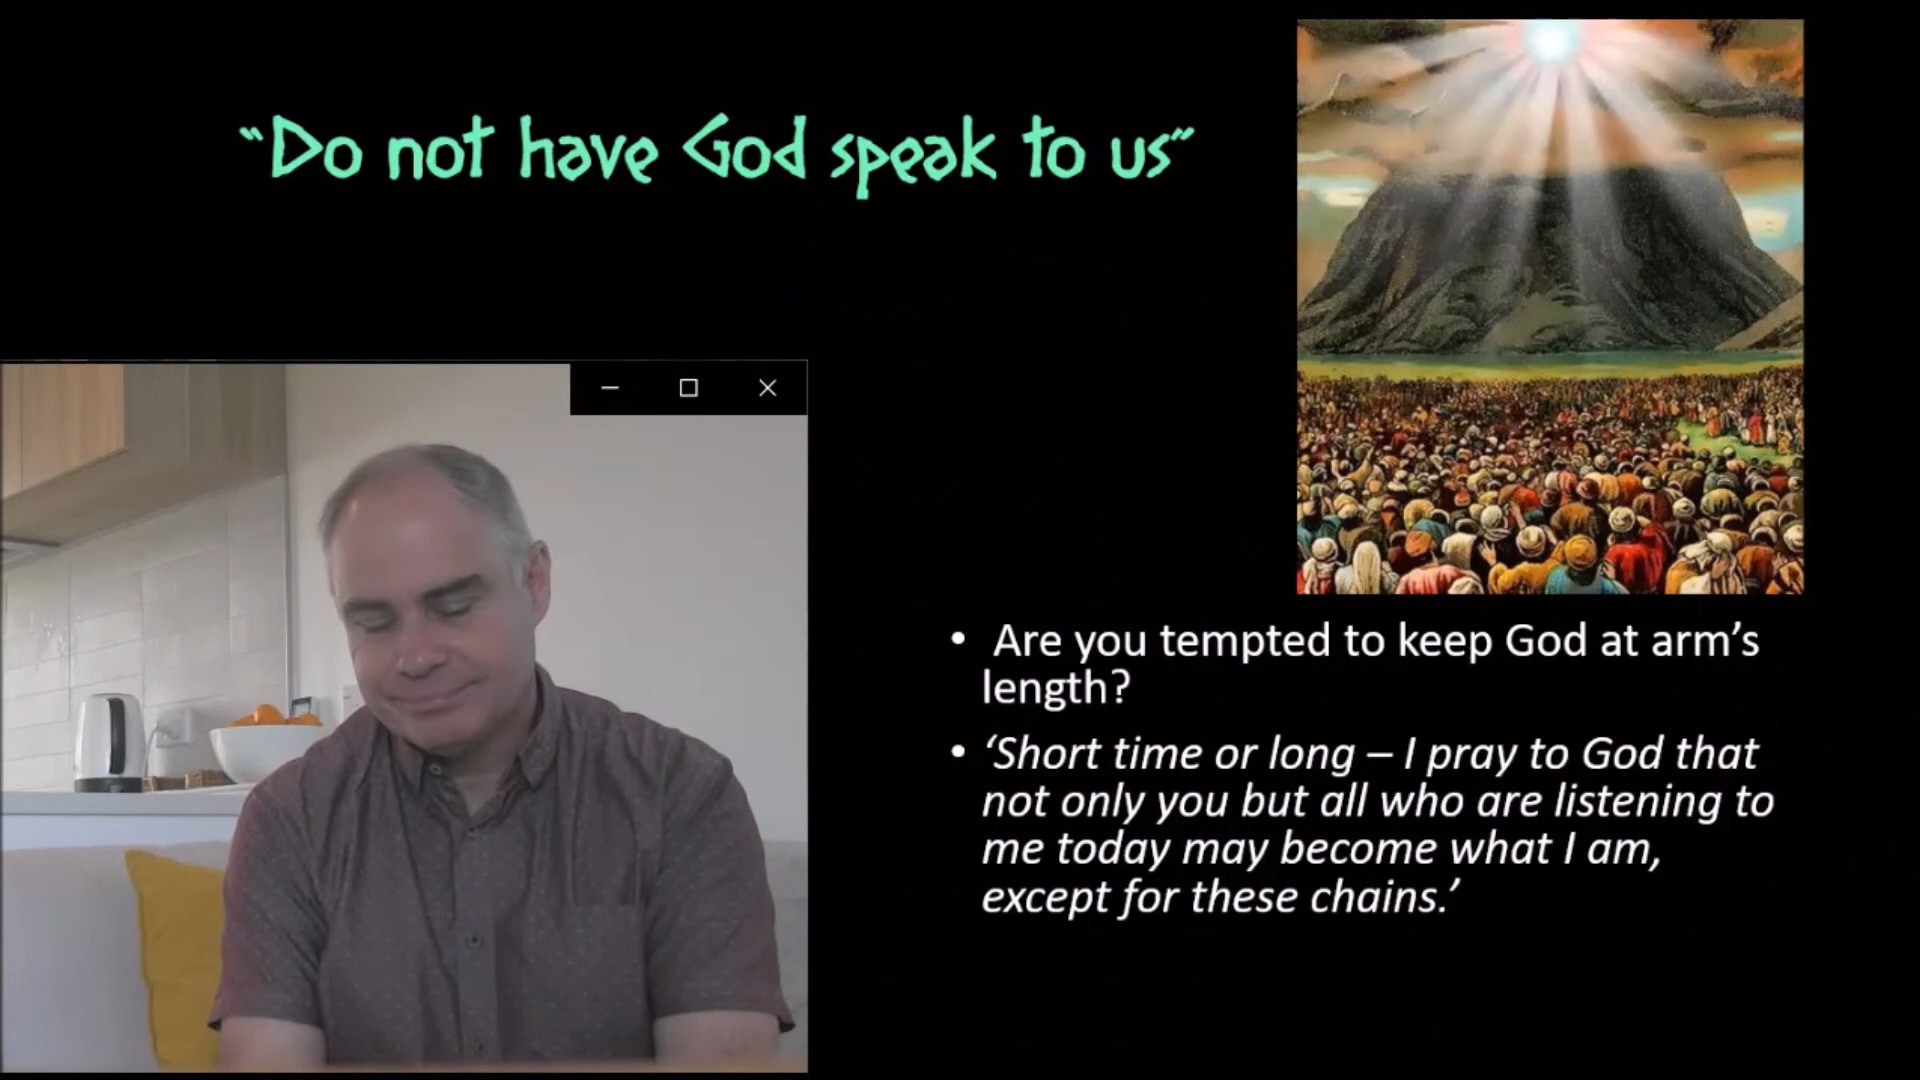 “Do not have God speak to us”
• Are you tempted to keep God at arm’s
length?
• ‘Short time or long – I pray to God that
not only you but all who are listening to
me today may become what I am,
except for these chains.’